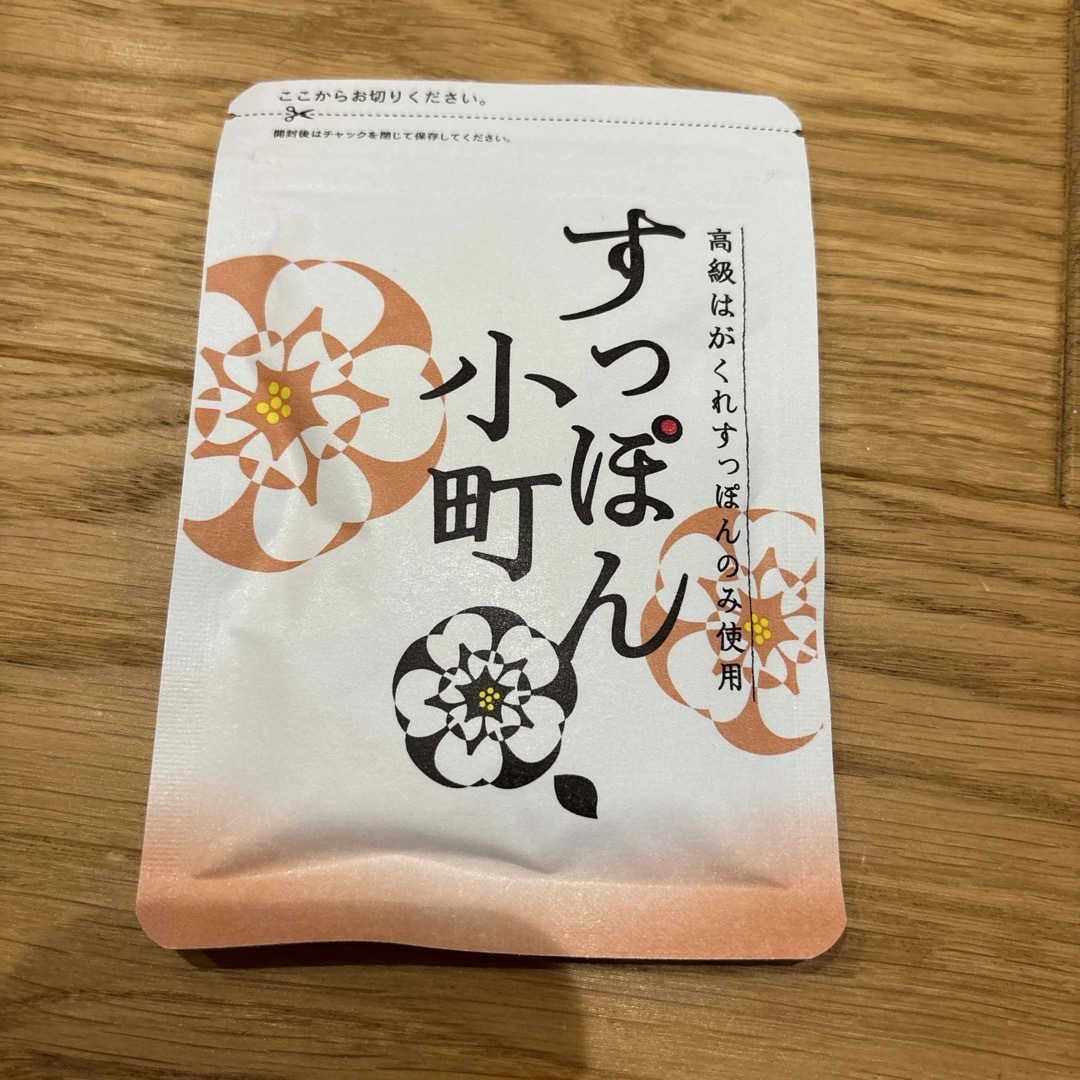 ここからお切りください。
開封後はチャックを閉じて保存してください。
高級はがくれすっぽんのみ使用
すっぽん
小町